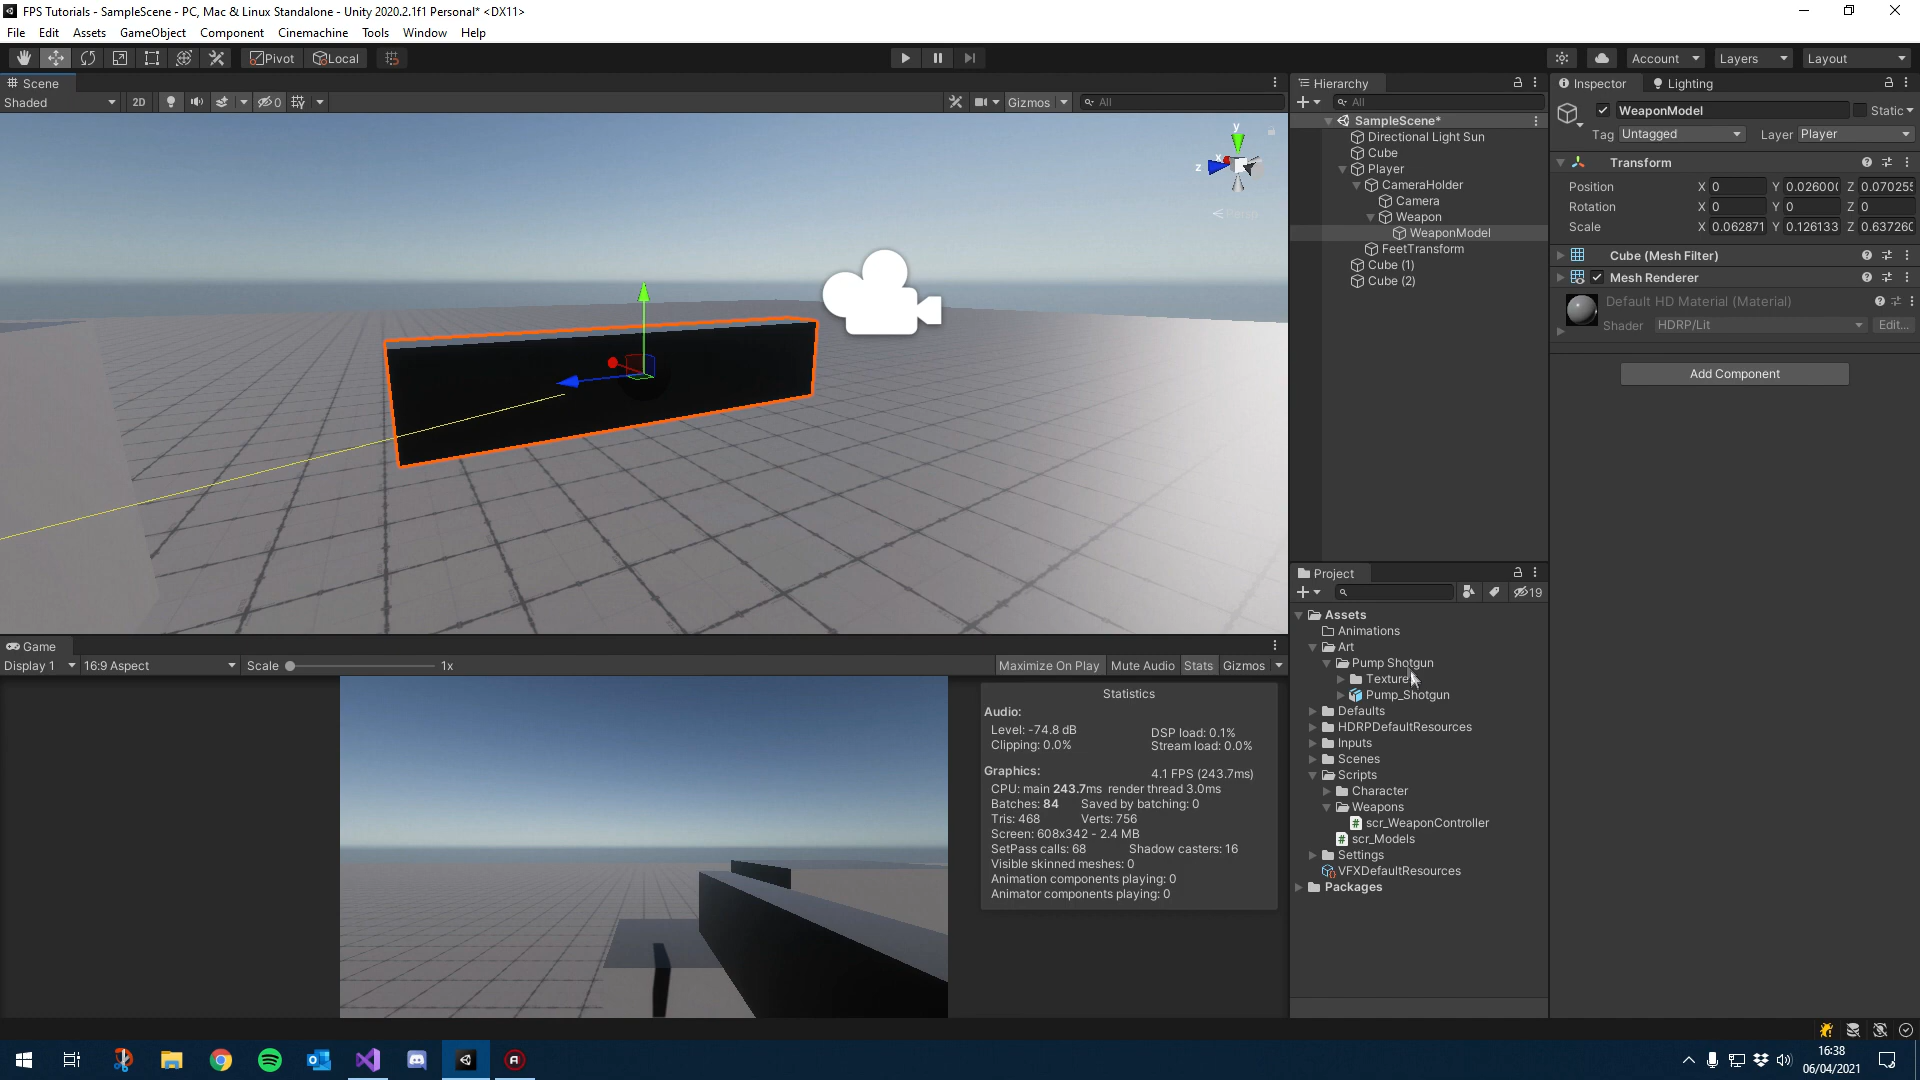 FPS Tutorials - SampleScene - PC, Mac & Linux Standalone - Unity 2020.2.1f1 Personal* <DX11>
File Edit Assets GameObject Component Cinemachine Tools Window Help
Pivot Local Account Layers Layout
Scene
Shaded 2D 0 Gizmos All
y
x
z
Game
Display 1 16:9 Aspect Scale 1x Maximize On Play Mute Audio Stats Gizmos
Statistics
Audio:
Level: -74.8 dB DSP load: 0.1%
Clipping: 0.0% Stream load: 0.0%
Graphics: 4.1 FPS (243.7ms)
CPU: main 243.7ms render thread 3.0ms
Batches: 84 Saved by batching: 0
Tris: 468 Verts: 756
Screen: 608x342 - 2.4 MB
SetPass calls: 68 Shadow casters: 16
Visible skinned meshes: 0
Animation components playing: 0
Animator components playing: 0
Hierarchy
All
SampleScene*
Directional Light Sun
Cube
Player
CameraHolder
Camera
Weapon
WeaponModel
FeetTransform
Cube (1)
Cube (2)
Project
19
Assets
Animations
Art
Pump Shotgun
Texture
Pump_Shotgun
Defaults
HDRPDefaultResources
Inputs
Scenes
Scripts
Character
Weapons
scr_WeaponController
scr_Models
Settings
VFXDefaultResources
Packages
Inspector Lighting
WeaponModel Static
Tag Untagged Layer Player
Transform
Position X 0 Y 0.02600( Z 0.07025
Rotation X 0 Y 0 Z 0
Scale X 0.062871 Y 0.126133 Z 0.63726(
Cube (Mesh Filter)
Mesh Renderer
Default HD Material (Material)
Shader HDRP/Lit Edit...
Add Component
16:38
06/04/2021